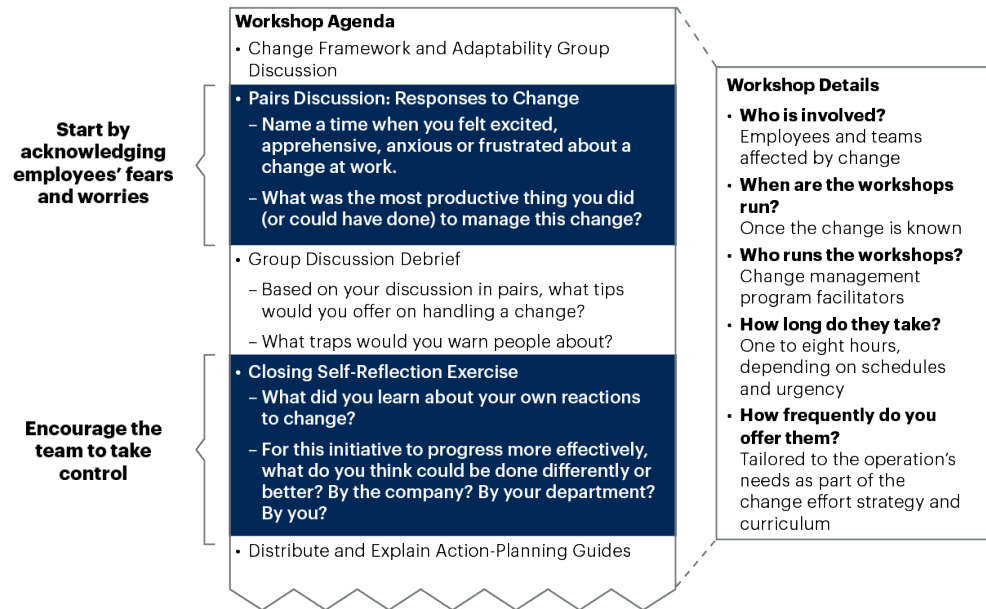 Workshop Agenda
• Change Framework and Adaptability Group
Discussion
Start by
acknowledging
employees’ fears
and worries
• Pairs Discussion: Responses to Change
– Name a time when you felt excited,
apprehensive, anxious or frustrated about a
change at work.
– What was the most productive thing you did
(or could have done) to manage this change?
• Group Discussion Debrief
– Based on your discussion in pairs, what tips
would you offer on handling a change?
– What traps would you warn people about?
Encourage the
team to take
control
• Closing Self-Reflection Exercise
– What did you learn about your own reactions
to change?
– For this initiative to progress more effectively,
what do you think could be done differently or
better? By the company? By your department?
By you?
• Distribute and Explain Action-Planning Guides
Workshop Details
• Who is involved?
Employees and teams
affected by change
• When are the workshops
run?
Once the change is known
• Who runs the workshops?
Change management
program facilitators
• How long do they take?
One to eight hours,
depending on schedules
and urgency
• How frequently do you
offer them?
Tailored to the operation’s
needs as part of the
change effort strategy and
curriculum